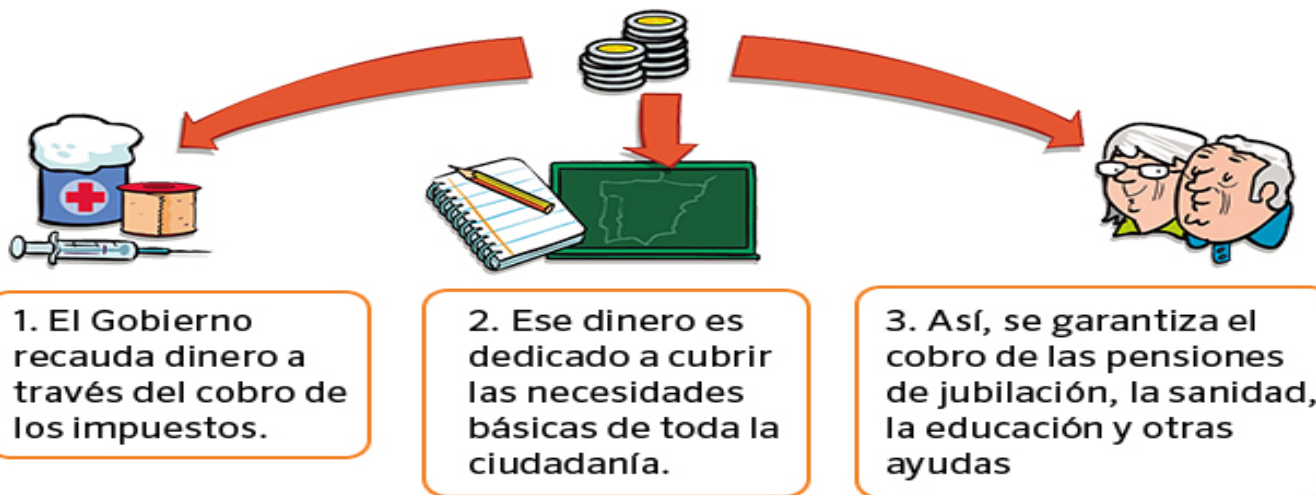 1. El Gobierno
recauda dinero a
través del cobro de
los impuestos.
2. Ese dinero es
dedicado a cubrir
las necesidades
básicas de toda la
ciudadanía.
3. Así, se garantiza el
cobro de las pensiones
de jubilación, la sanidad,
la educación y otras
ayudas